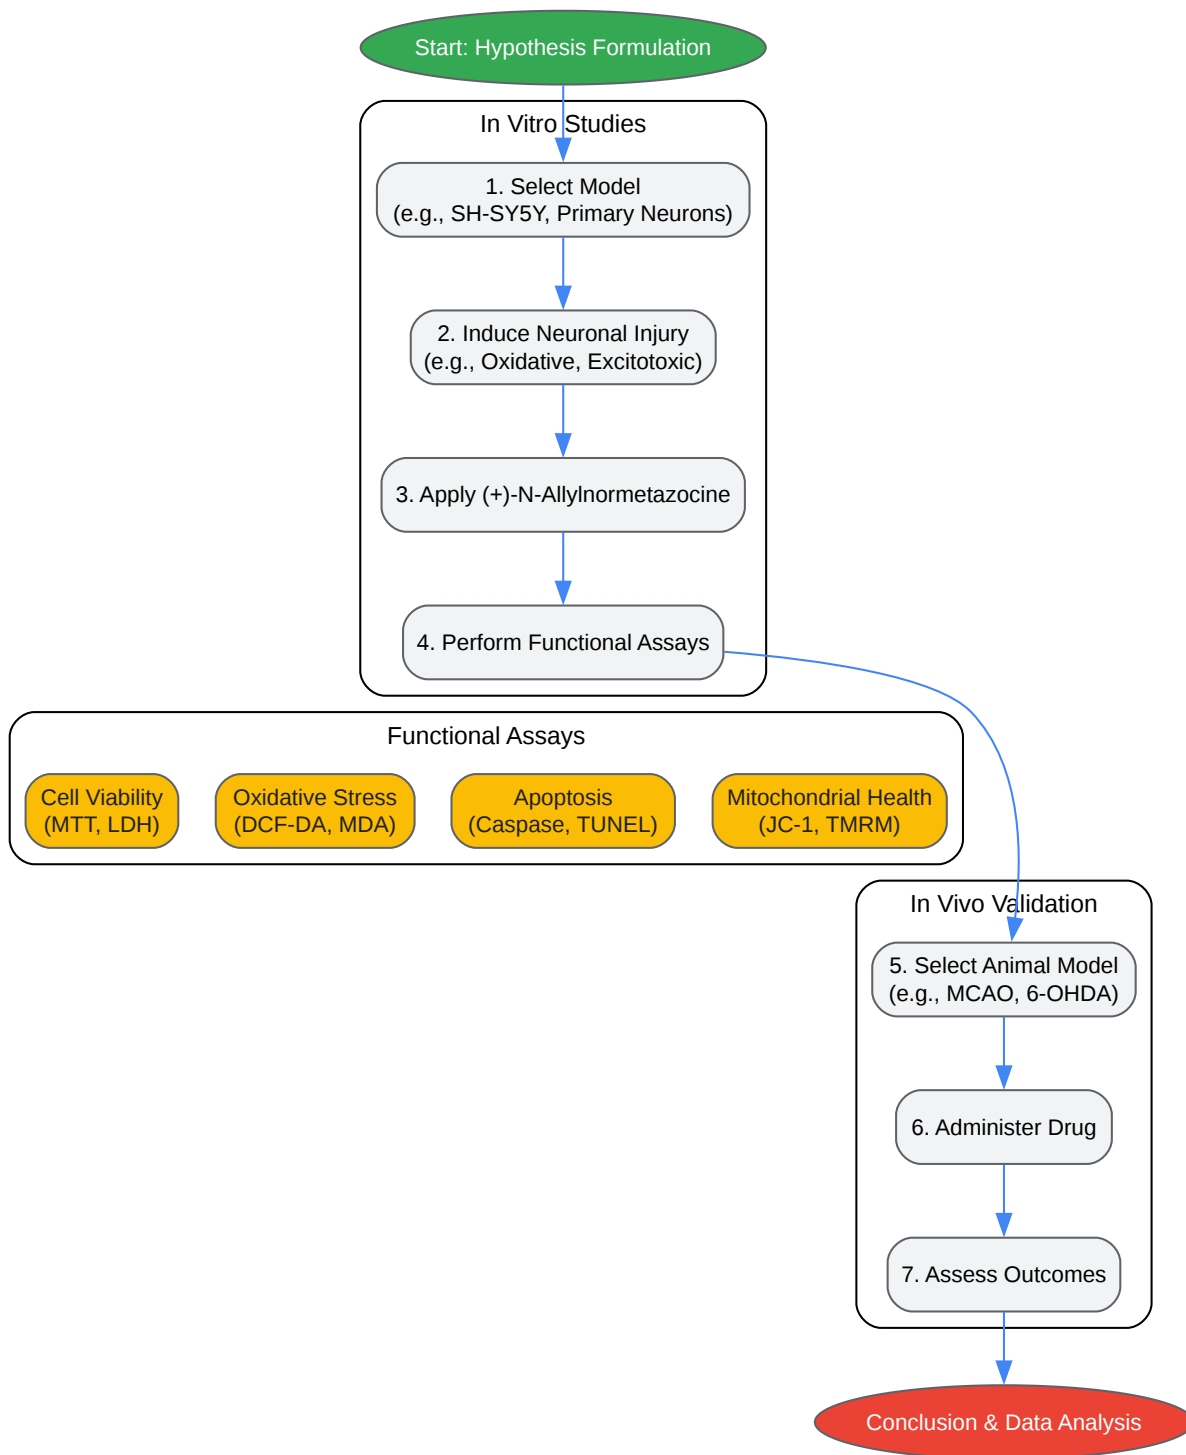 Start: Hypothesis Formulation
In Vitro Studies
1. Select Model
(e.g., SH-SY5Y, Primary Neurons)
2. Induce Neuronal Injury
(e.g., Oxidative, Excitotoxic)
3. Apply (+)-N-Allylnormetazocine
4. Perform Functional Assays
Functional Assays
Cell Viability
(MTT, LDH)
Oxidative Stress
(DCF-DA, MDA)
Apoptosis
(Caspase, TUNEL)
Mitochondrial Health
(JC-1, TMRM)
In Vivo Validation
5. Select Animal Model
(e.g., MCAO, 6-OHDA)
6. Administer Drug
7. Assess Outcomes
Conclusion & Data Analysis